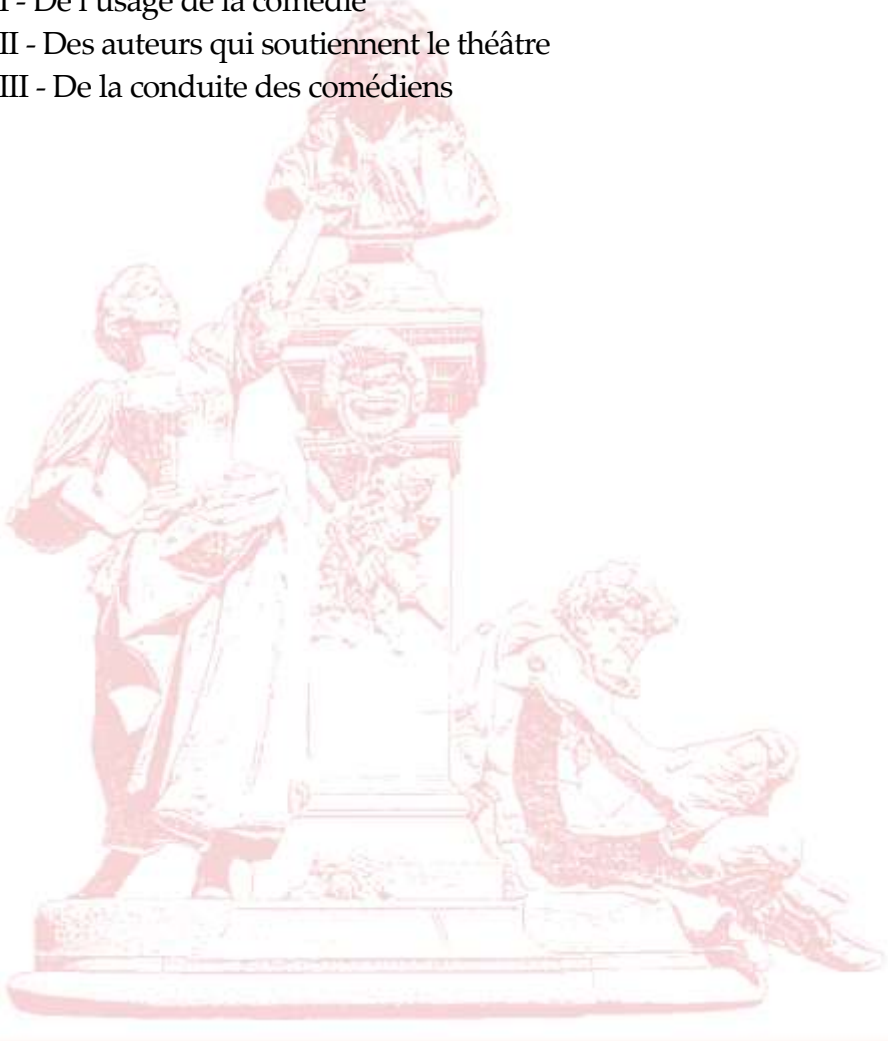 I - De l'usage de la comédie
II - Des auteurs qui soutiennent le théâtre
III - De la conduite des comédiens